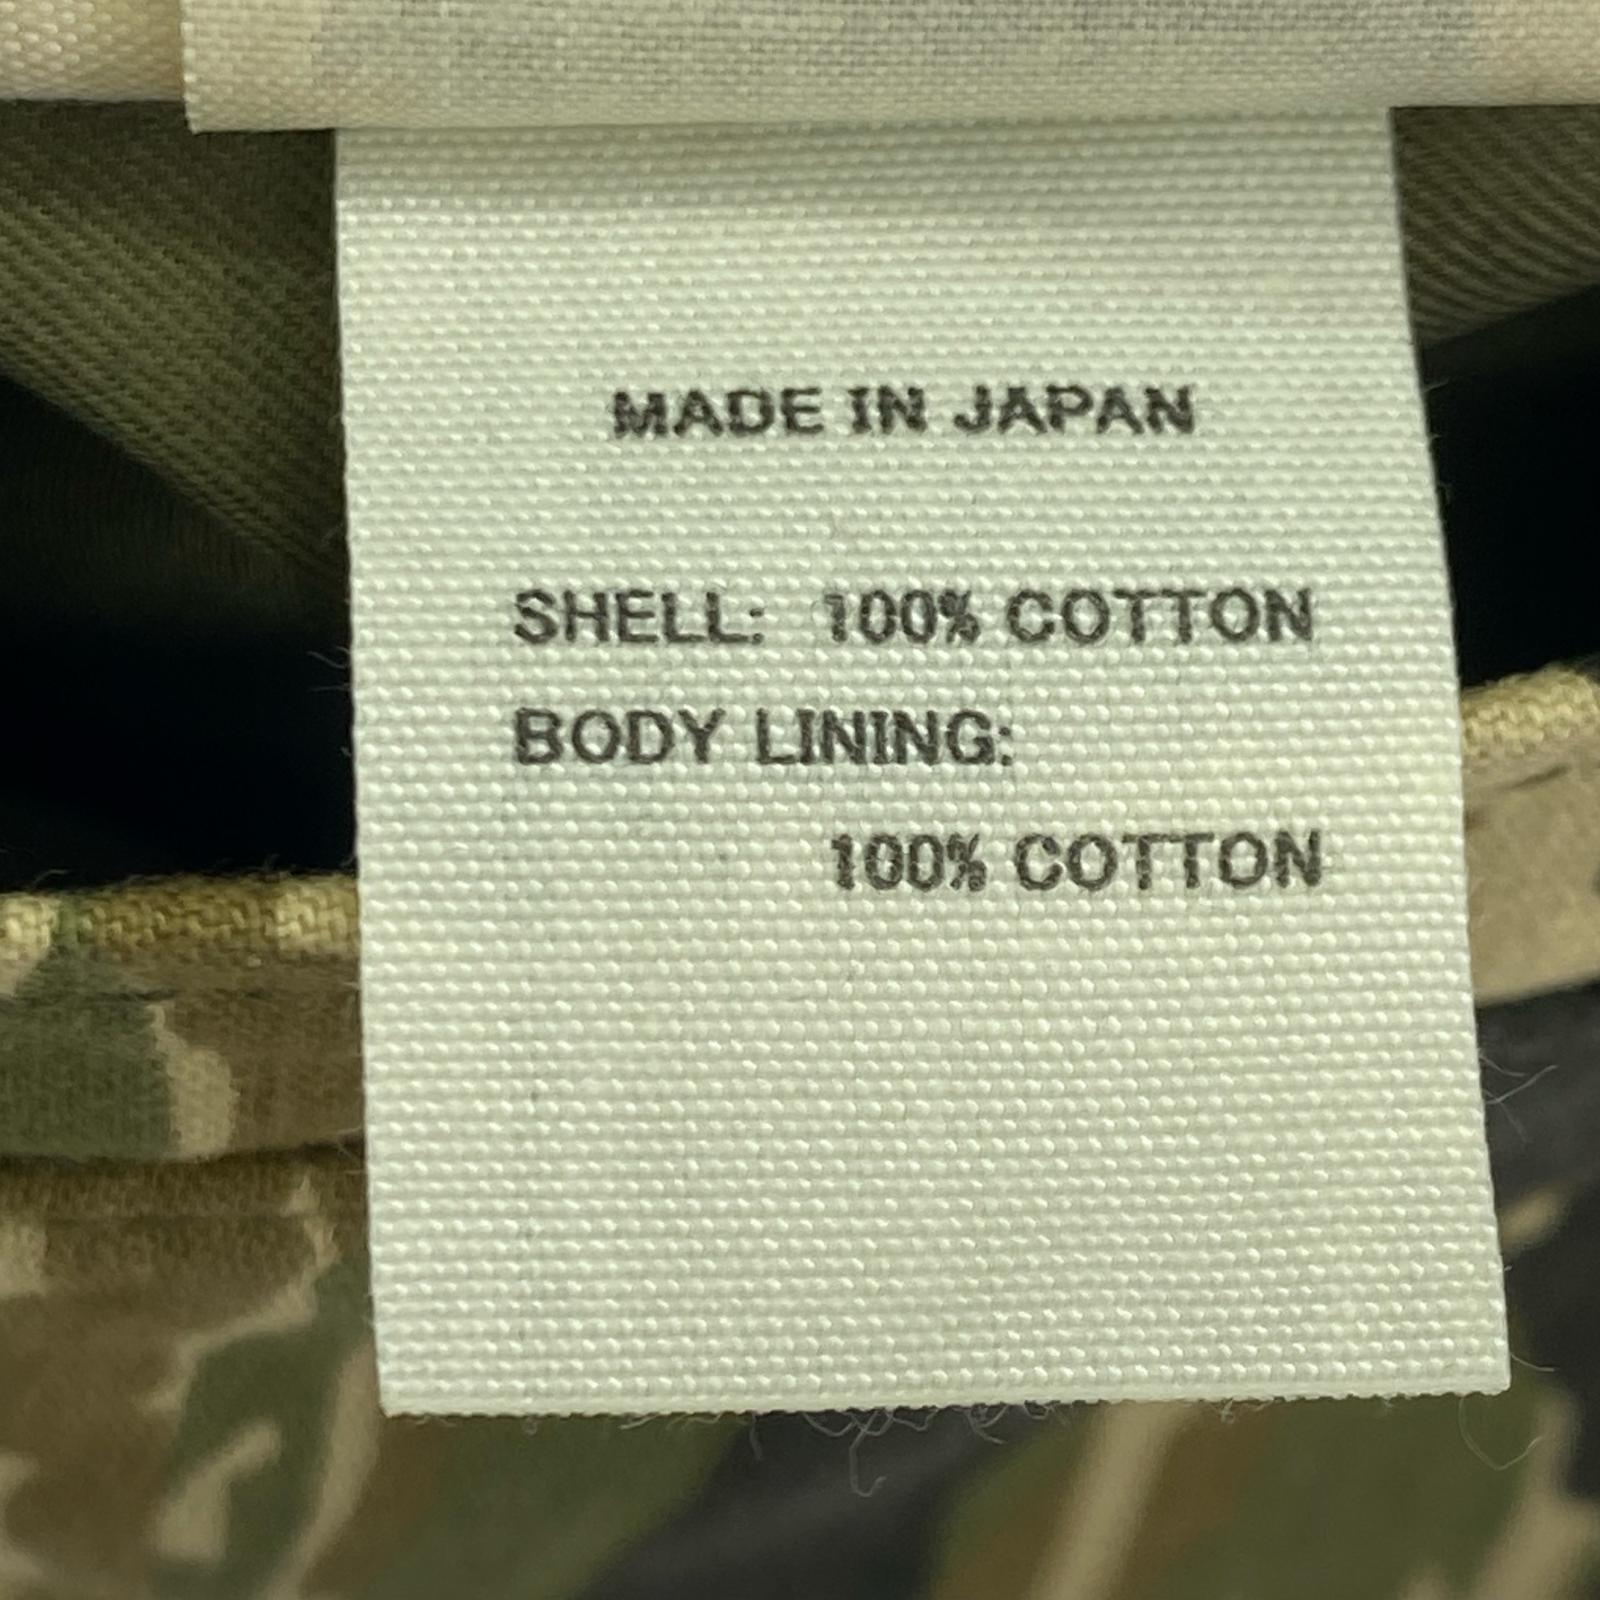 MADE IN JAPAN
SHELL: 100% COTTON
BODY LINING:
100% COTTON